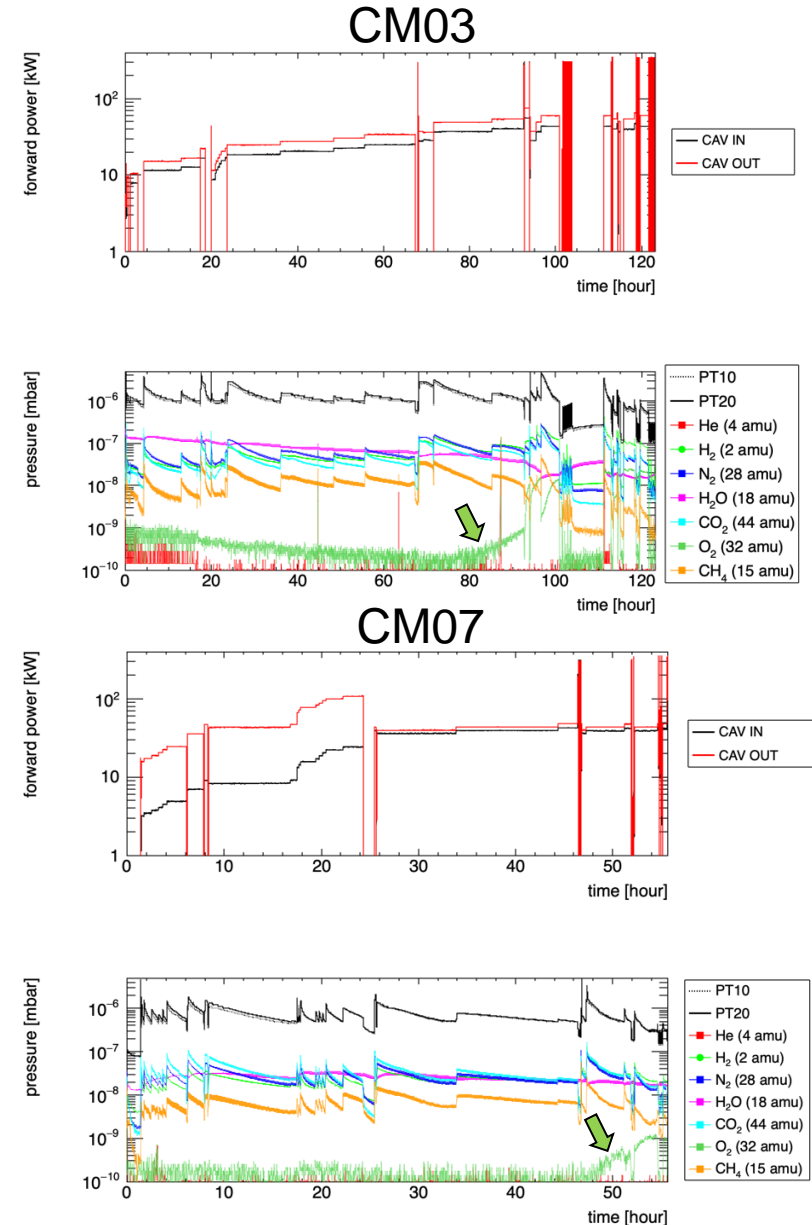 CM03
forward power [kW]
10²
10
1
0 20 40 60 80 100 120
time [hour]
CAV IN
CAV OUT
pressure [mbar]
10⁻⁶
10⁻⁷
10⁻⁸
10⁻⁹
10⁻¹⁰
0 20 40 60 80 100 120
time [hour]
PT10
PT20
He (4 amu)
H₂ (2 amu)
N₂ (28 amu)
H₂O (18 amu)
CO₂ (44 amu)
O₂ (32 amu)
CH₄ (15 amu)
CM07
forward power [kW]
10²
10
1
0 10 20 30 40 50
time [hour]
CAV IN
CAV OUT
pressure [mbar]
10⁻⁶
10⁻⁷
10⁻⁸
10⁻⁹
10⁻¹⁰
0 10 20 30 40 50
time [hour]
PT10
PT20
He (4 amu)
H₂ (2 amu)
N₂ (28 amu)
H₂O (18 amu)
CO₂ (44 amu)
O₂ (32 amu)
CH₄ (15 amu)